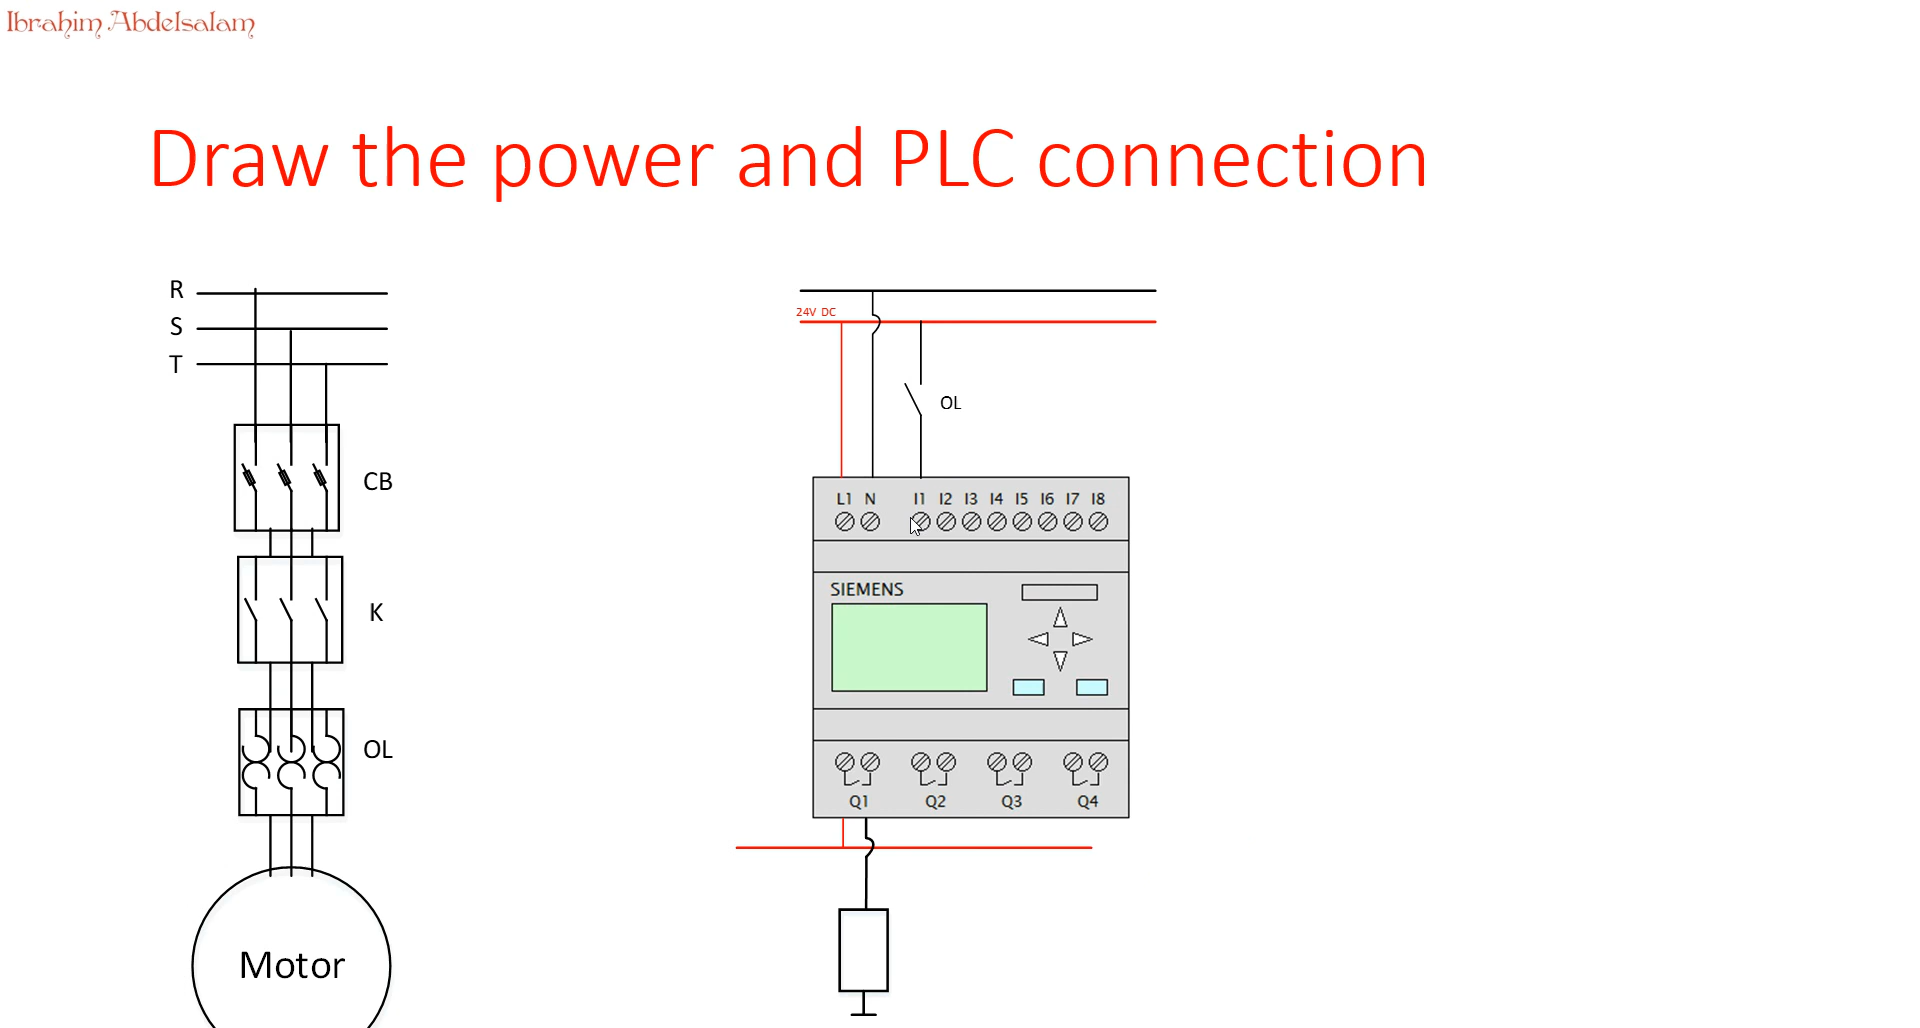 Ibrahim Abdelsalam
Draw the power and PLC connection
R
S
T
CB
K
OL
Motor
24V DC
OL
L1 N I1 I2 I3 I4 I5 I6 I7 I8
SIEMENS
Q1 Q2 Q3 Q4